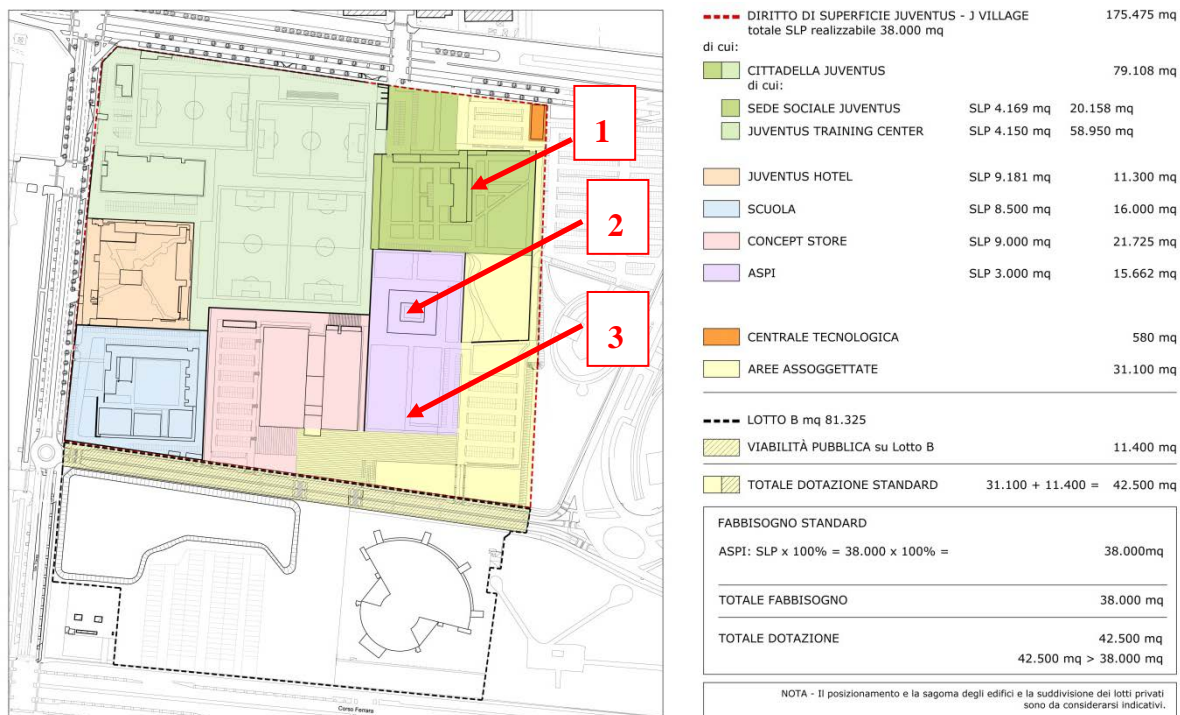 1
2
3
Corso Ferrara
DIRITTO DI SUPERFICIE JUVENTUS - J VILLAGE 175.475 mq
totale SLP realizzabile 38.000 mq
di cui:
CITTADELLA JUVENTUS 79.108 mq
di cui:
SEDE SOCIALE JUVENTUS SLP 4.169 mq 20.158 mq
JUVENTUS TRAINING CENTER SLP 4.150 mq 58.950 mq
JUVENTUS HOTEL SLP 9.181 mq 11.300 mq
SCUOLA SLP 8.500 mq 16.000 mq
CONCEPT STORE SLP 9.000 mq 21.725 mq
ASPI SLP 3.000 mq 15.662 mq
CENTRALE TECNOLOGICA 580 mq
AREE ASSOGGETTATE 31.100 mq
LOTTO B mq 81.325
VIABILITÀ PUBBLICA su Lotto B 11.400 mq
TOTALE DOTAZIONE STANDARD 31.100 + 11.400 = 42.500 mq
FABBISOGNO STANDARD
ASPI: SLP x 100% = 38.000 x 100% = 38.000mq
TOTALE FABBISOGNO 38.000 mq
TOTALE DOTAZIONE 42.500 mq
42.500 mq > 38.000 mq
NOTA - Il posizionamento e la sagoma degli edifici e la suddivisione dei lotti privati
sono da considerarsi indicativi.